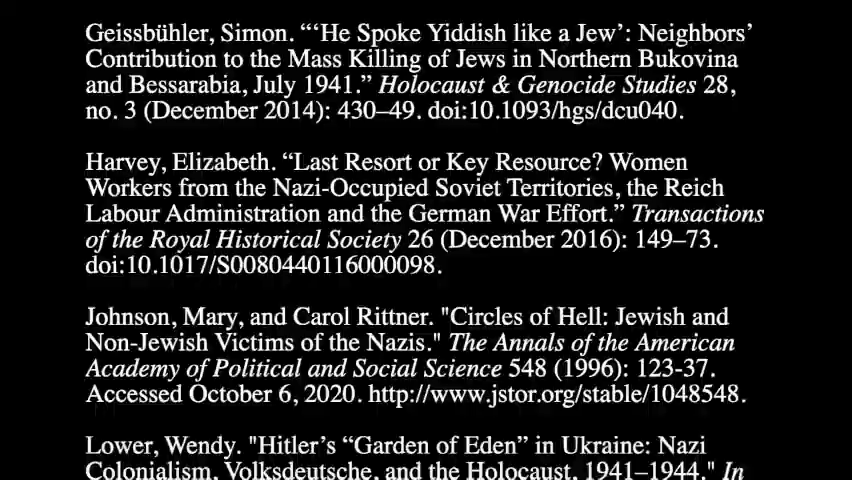 Geissbühler, Simon. “‘He Spoke Yiddish like a Jew’: Neighbors’
Contribution to the Mass Killing of Jews in Northern Bukovina
and Bessarabia, July 1941.” Holocaust & Genocide Studies 28,
no. 3 (December 2014): 430–49. doi:10.1093/hgs/dcu040.
Harvey, Elizabeth. “Last Resort or Key Resource? Women
Workers from the Nazi-Occupied Soviet Territories, the Reich
Labour Administration and the German War Effort.” Transactions
of the Royal Historical Society 26 (December 2016): 149–73.
doi:10.1017/S0080440116000098.
Johnson, Mary, and Carol Rittner. "Circles of Hell: Jewish and
Non-Jewish Victims of the Nazis." The Annals of the American
Academy of Political and Social Science 548 (1996): 123-37.
Accessed October 6, 2020. http://www.jstor.org/stable/1048548.
Lower, Wendy. "Hitler’s “Garden of Eden” in Ukraine: Nazi
Colonialism, Volksdeutsche, and the Holocaust, 1941–1944." In